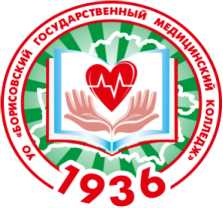 УО «БОРИСОВСКИЙ ГОСУДАРСТВЕННЫЙ МЕДИЦИНСКИЙ КОЛЛЕДЖ»
1936